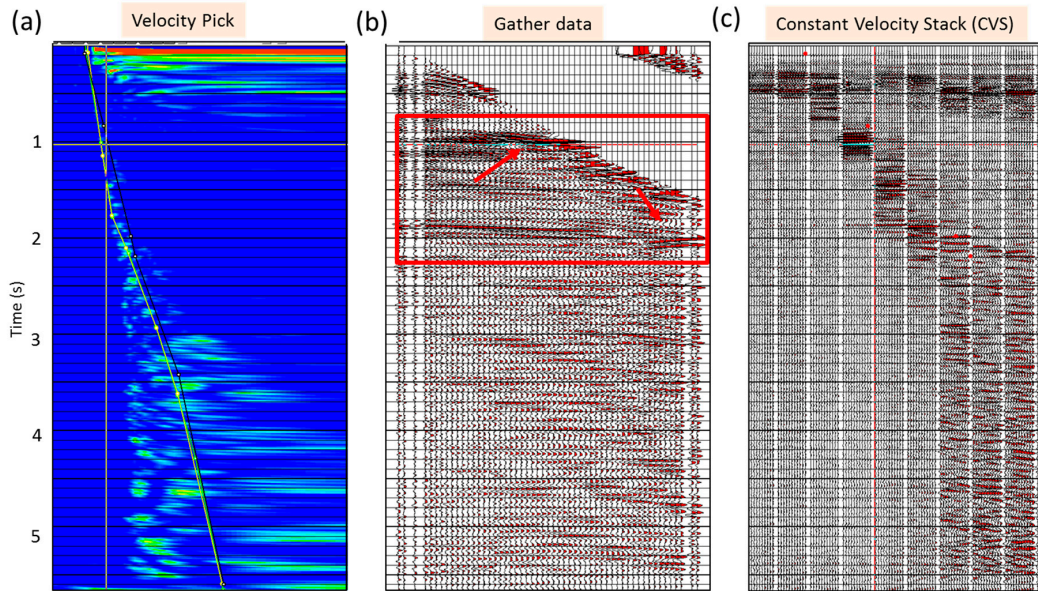 (a)
Velocity Pick
(b)
Gather data
(c)
Constant Velocity Stack (CVS)
Time (s)
1
2
3
4
5